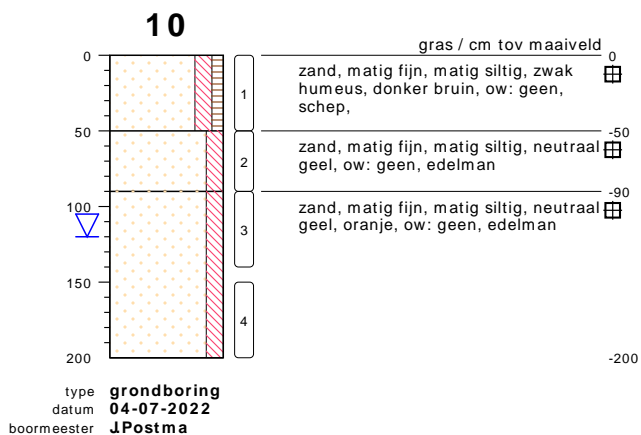 10
gras / cm tov maaiveld
0
0
zand, matig fijn, matig siltig, zwak
humeus, donker bruin, ow: geen,
schep,
1
50
-50
zand, matig fijn, matig siltig, neutraal
geel, ow: geen, edelman
2
-90
100
zand, matig fijn, matig siltig, neutraal
geel, oranje, ow: geen, edelman
3
150
4
200
-200
type grondboring
datum 04-07-2022
boormeester J.Postma